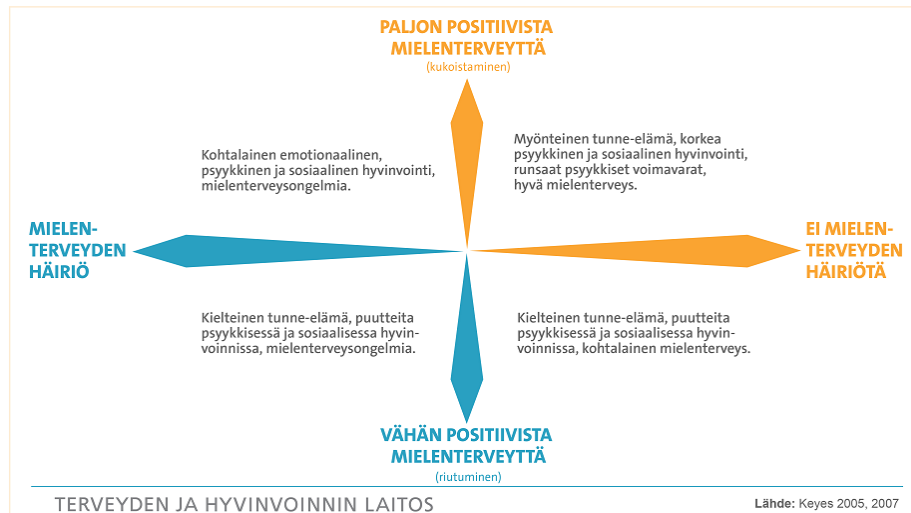 PALJON POSITIIVISTA
MIELENTERVEYTTÄ
(kukoistaminen)
Kohtalainen emotionaalinen,
psyykkinen ja sosiaalinen hyvinvointi,
mielenterveysongelmia.
Myönteinen tunne-elämä, korkea
psyykkinen ja sosiaalinen hyvinvointi,
runsaat psyykkiset voimavarat,
hyvä mielenterveys.
MIELEN-
TERVEYDEN
HÄIRIÖ
EI MIELEN-
TERVEYDEN
HÄIRIÖTÄ
Kielteinen tunne-elämä, puutteita
psyykkisessä ja sosiaalisessa hyvin-
voinnissa, mielenterveysongelmia.
Kielteinen tunne-elämä, puutteita
psyykkisessä ja sosiaalisessa hyvin-
voinnissa, kohtalainen mielenterveys.
VÄHÄN POSITIIVISTA
MIELENTERVEYTTÄ
(riutuminen)
TERVEYDEN JA HYVINVOINNIN LAITOS
Lähde: Keyes 2005, 2007